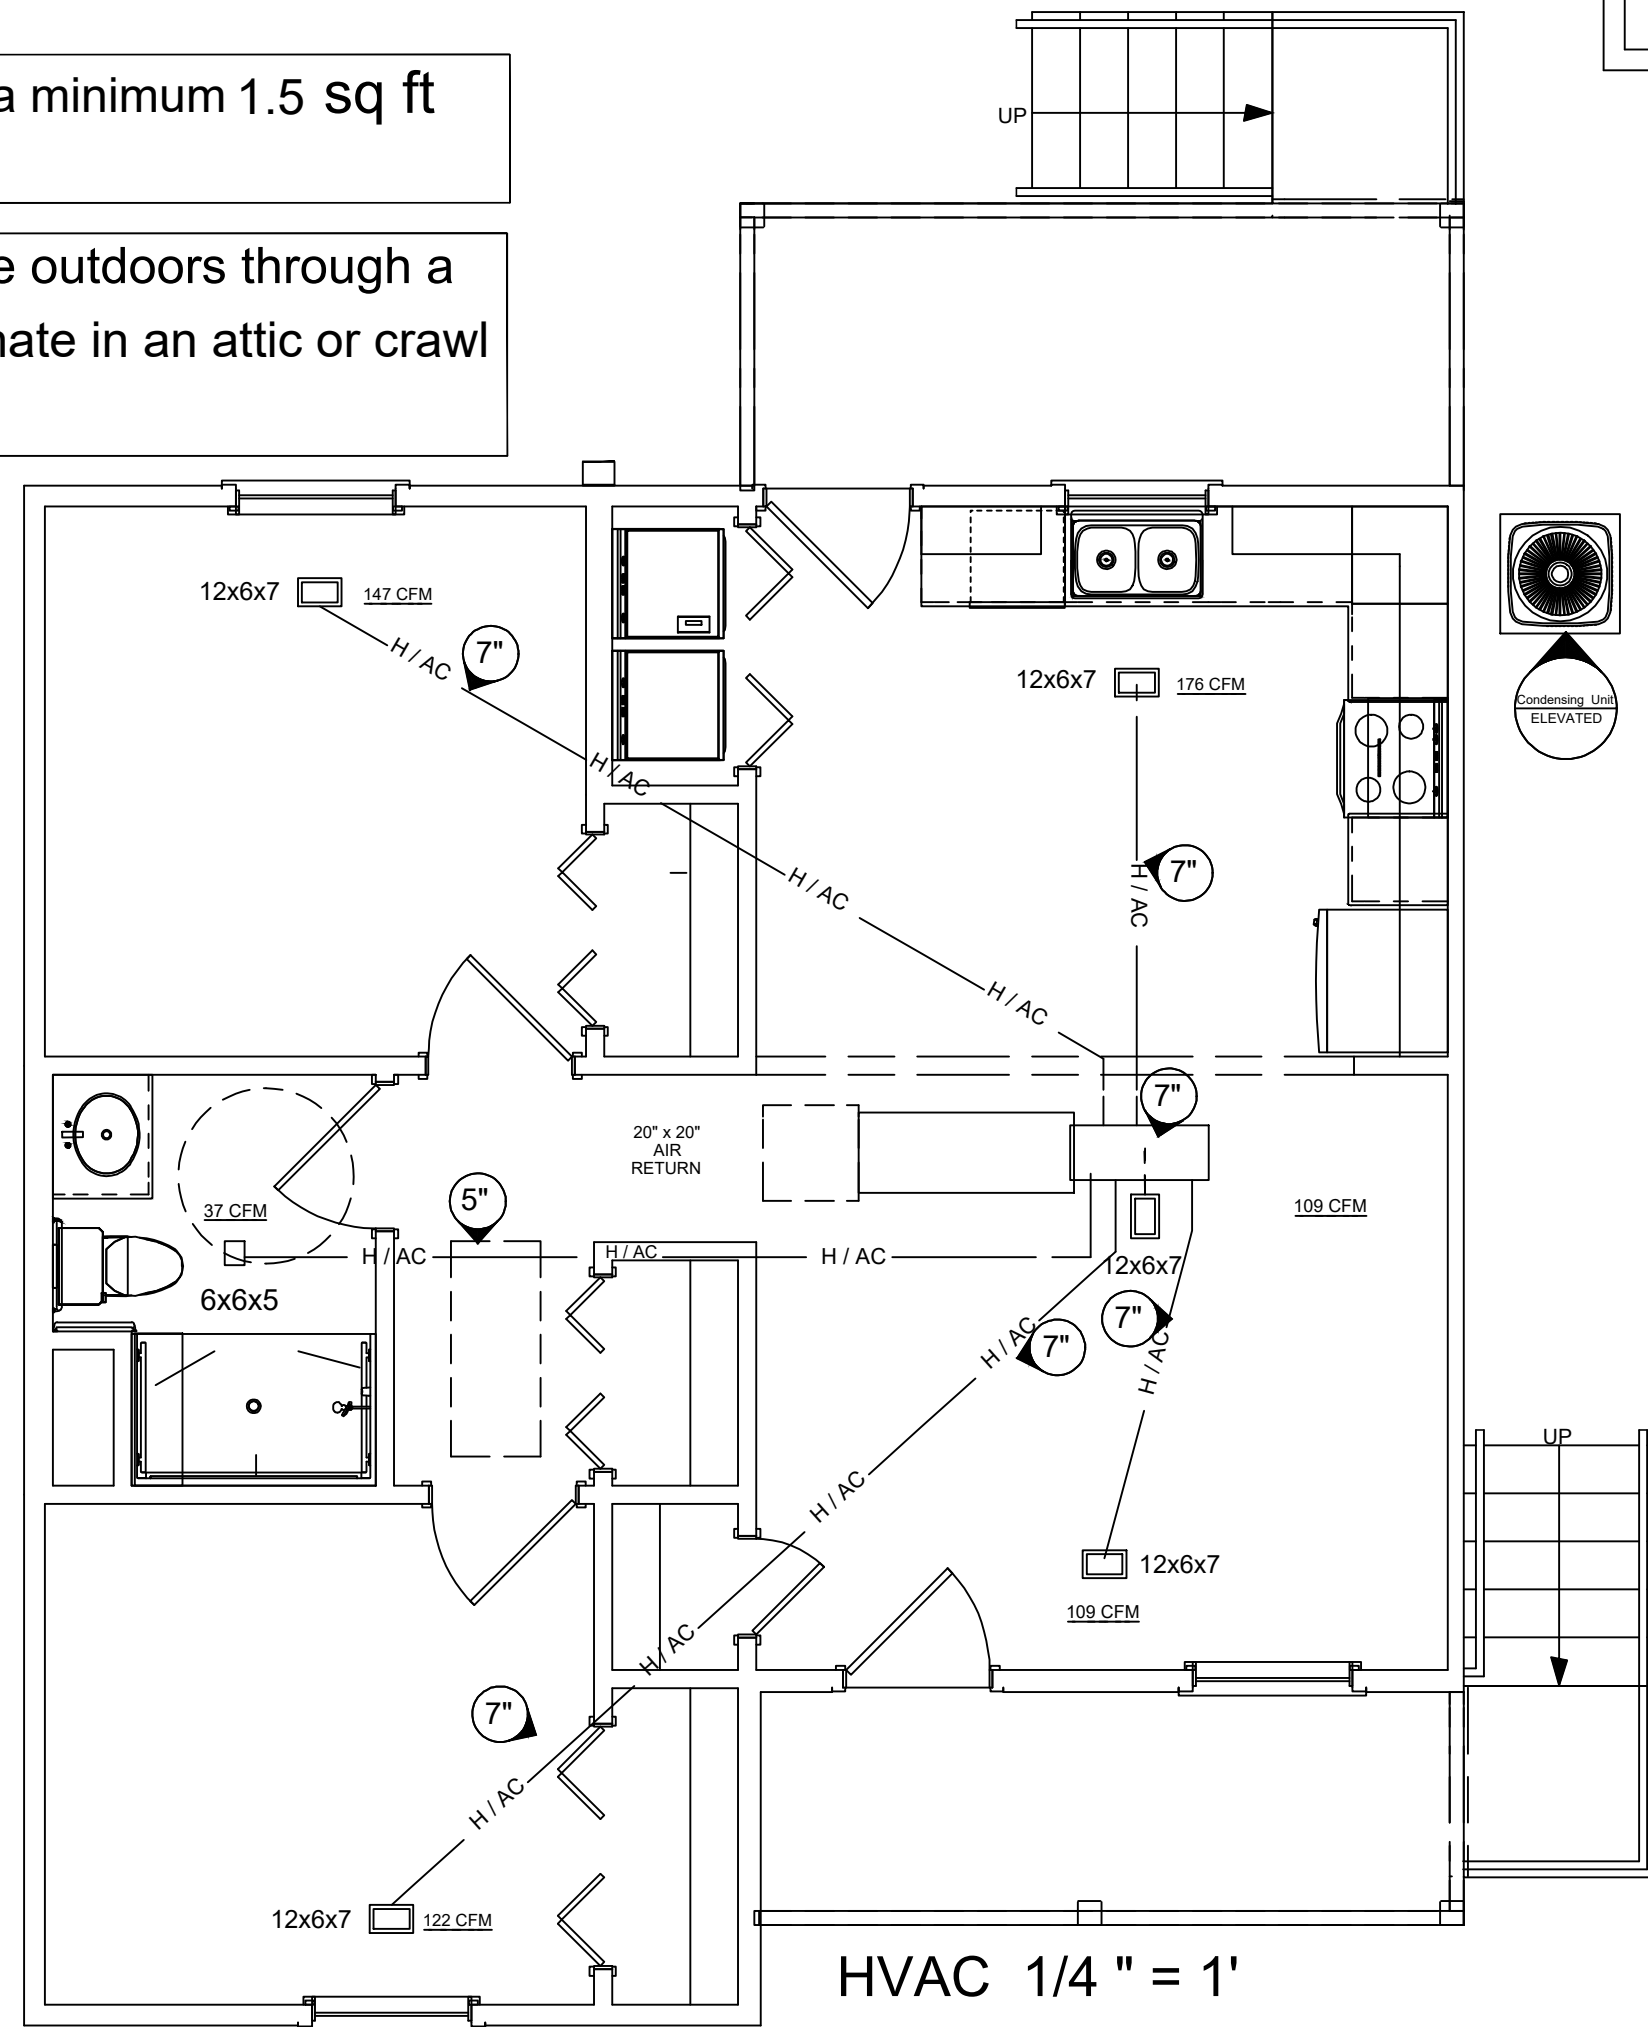 a minimum 1.5 sq ft
e outdoors through a
nate in an attic or crawl
UP
12x6x7
147 CFM
H / AC
7"
H / AC
12x6x7
176 CFM
Condensing Unit
ELEVATED
H / AC
7"
H / AC
H / AC
7"
20" x 20"
AIR
RETURN
37 CFM
5"
109 CFM
H / AC
H / AC
H / AC
12x6x7
6x6x5
7"
H / AC
7"
H / AC
UP
H / AC
12x6x7
109 CFM
H / AC
7"
H / AC
12x6x7
122 CFM
HVAC 1/4 " = 1'